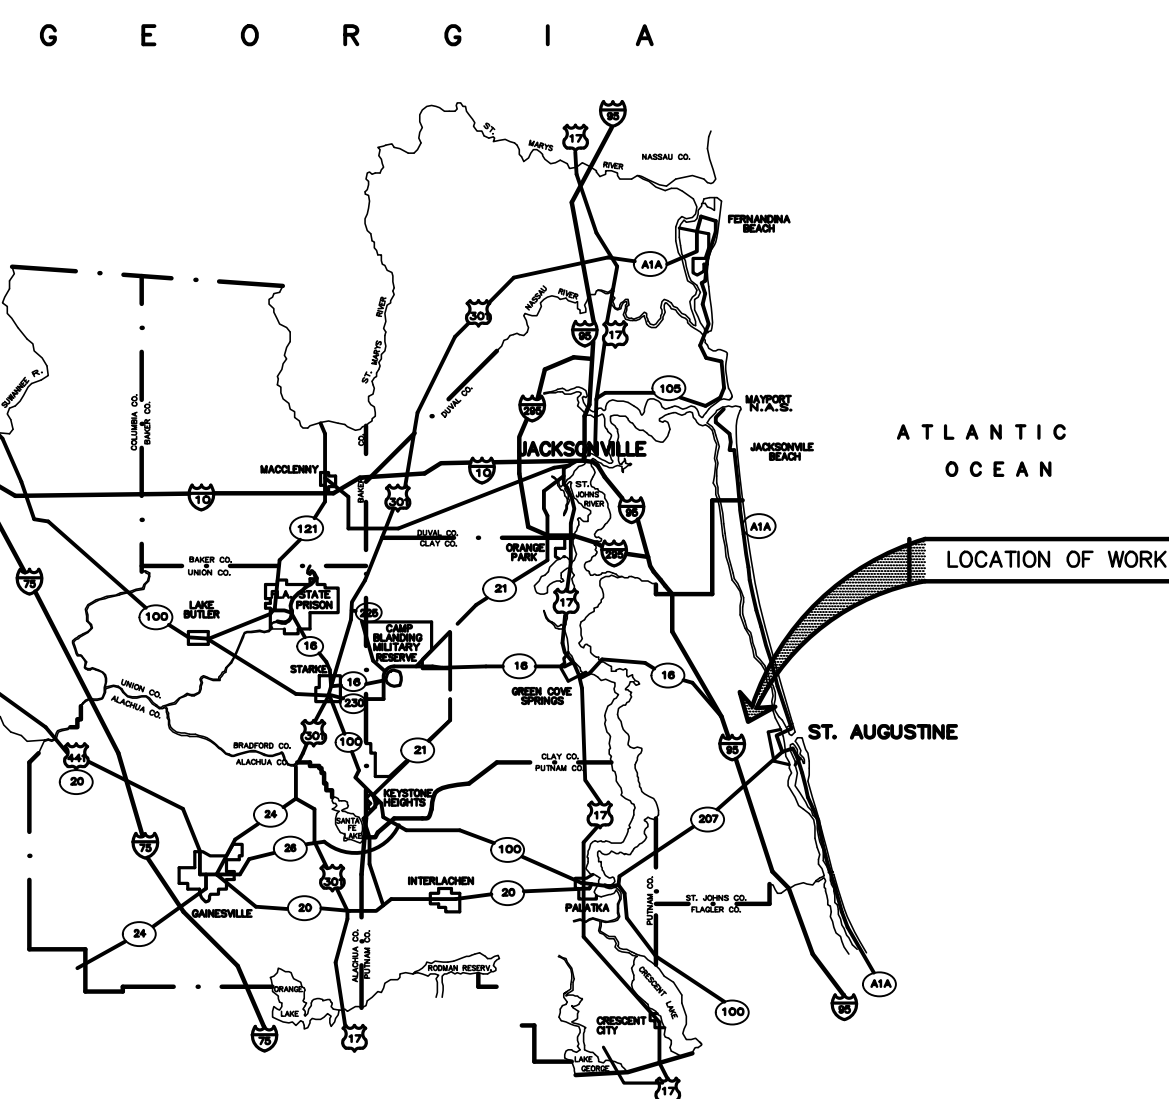 G E O R G I A
95
17
ST.
MARYS
RIVER
NASSAU CO.
FERNANDINA
BEACH
A1A
NASSAU
RIVER
301
95
17
ST. MARYS
RIVER
SUWANNEE R.
COLUMBIA CO.
BAKER CO.
DUVAL CO.
105
295
MAYPORT
N.A.S.
JACKSONVILLE
JACKSONVILE
BEACH
ATLANTIC
OCEAN
MACCLENNY
BAKER
CO.
10
10
301
ST.
JOHNS
RIVER
95
A1A
121
DUVAL CO.
CLAY CO.
ORANGE
PARK
295
LOCATION OF WORK
BAKER CO.
UNION CO.
75
LAKE
BUTLER
100
STATE
PRISON
225
21
17
CAMP
BLANDING
MILITARY
RESERVE
16
STARKE
16
230
16
16
GREEN COVE
SPRINGS
UNION CO.
ALACHUA CO.
301
100
21
ST. AUGUSTINE
95
BRADFORD CO.
ALACHUA CO.
441
20
CLAY CO.
PUTNAM CO.
KEYSTONE
HEIGHTS
SANTA
FE
LAKE
24
17
207
75
26
100
301
INTERLACHEN
20
20
GAINESVILLE
PALATKA
PUTNAM CO.
ST. JOHNS CO.
FLAGLER CO.
24
ALACHUA CO.
PUTNAM CO.
RODMAN RESERV.
ORANGE
LAKE
CRESCENT LAKE
A1A
95
100
CRESCENT
CITY
75
17
LAKE
GEORGE
17